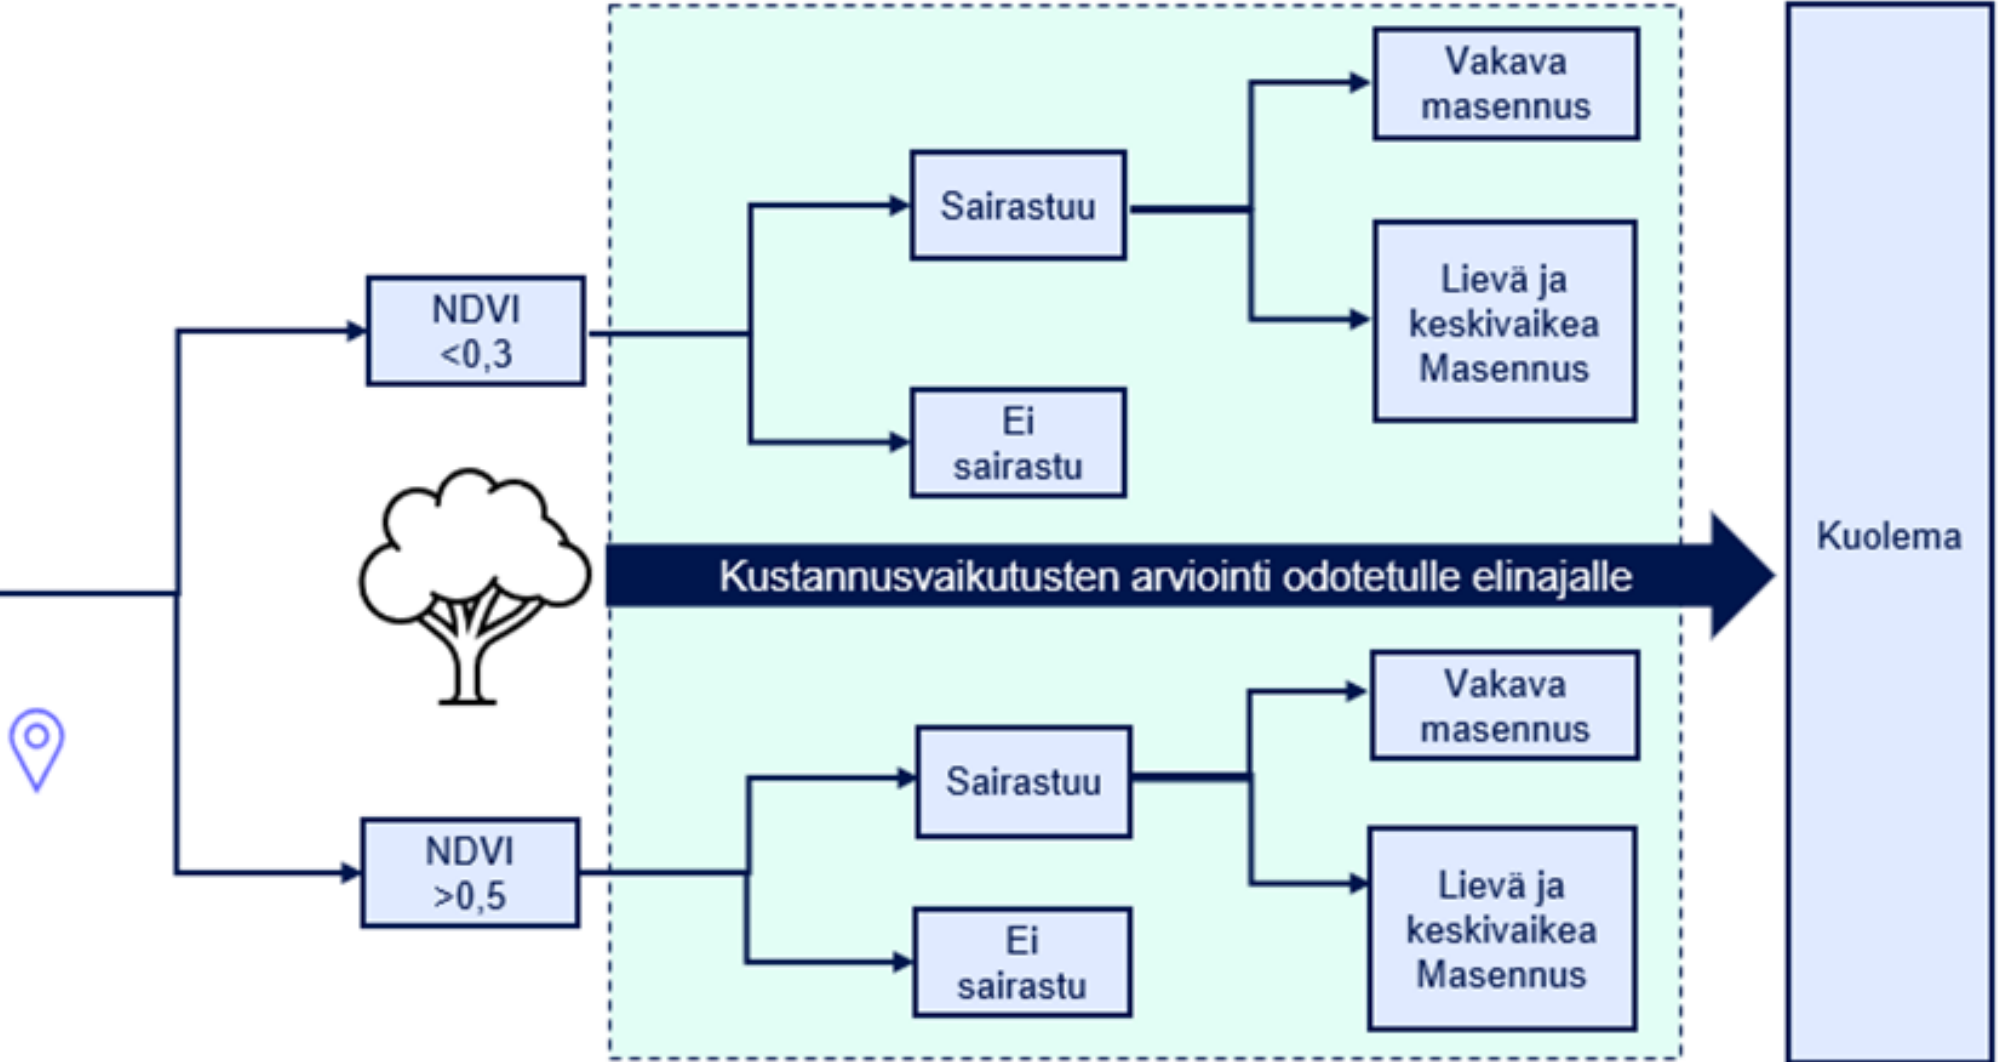 Vakava
masennus
Sairastuu
Lievä ja
keskivaikea
Masennus
NDVI
<0,3
Ei
sairastu
Kuolema
Kustannusvaikutusten arviointi odotetulle elinajalle
Vakava
masennus
Sairastuu
NDVI
>0,5
Lievä ja
keskivaikea
Masennus
Ei
sairastu